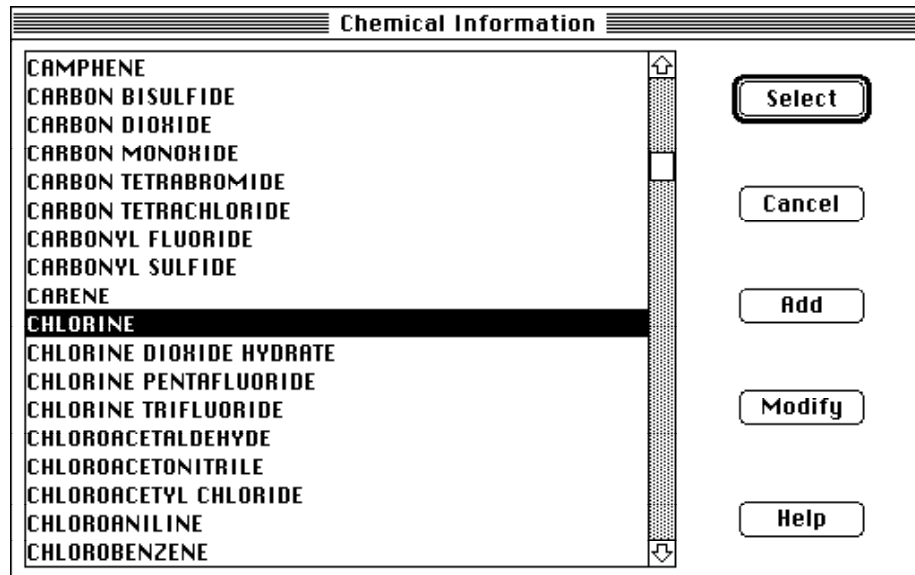 Chemical Information
CAMPHENE
CARBON BISULFIDE
CARBON DIOXIDE
CARBON MONOXIDE
CARBON TETRABROMIDE
CARBON TETRACHLORIDE
CARBONYL FLUORIDE
CARBONYL SULFIDE
CARENE
CHLORINE
CHLORINE DIOXIDE HYDRATE
CHLORINE PENTAFLUORIDE
CHLORINE TRIFLUORIDE
CHLOROACETALDEHYDE
CHLOROACETONITRILE
CHLOROACETYL CHLORIDE
CHLOROANILINE
CHLOROBENZENE
Select
Cancel
Add
Modify
Help